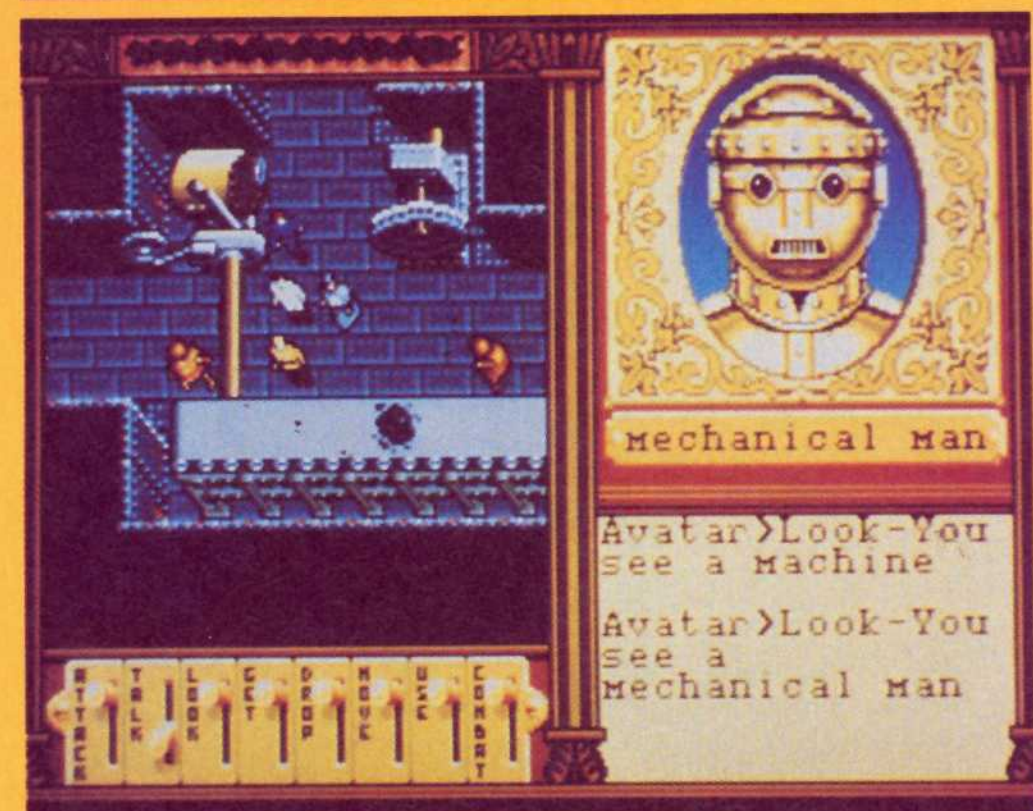 mechanical man
Avatar>Look-You
see a machine
Avatar>Look-You
see a
mechanical man
ATTACK
TALK
LOOK
GET
DROP
MOVE
USE
COMBAT